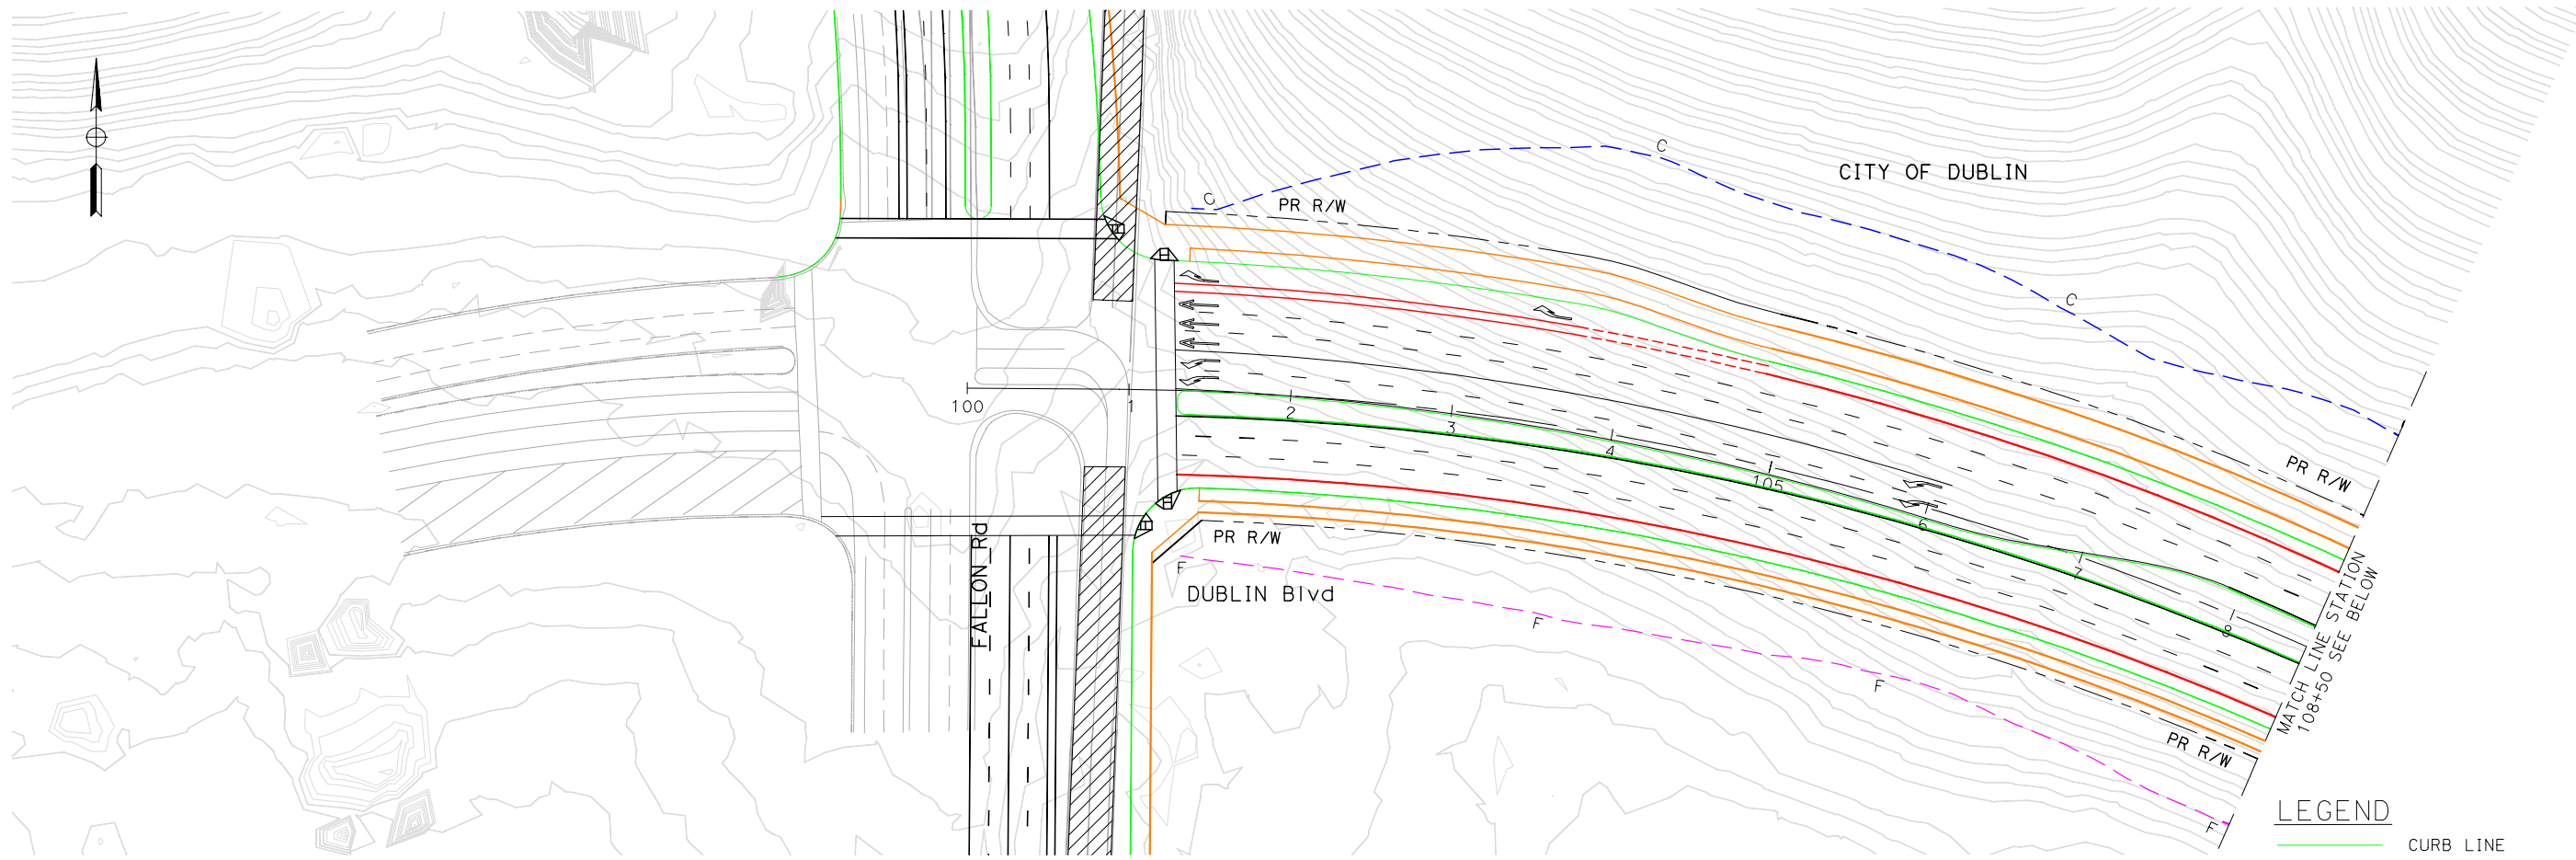 C
C
CITY OF DUBLIN
PR R/W
C
100
1
2
3
4
105
6
7
8
PR R/W
FALLON Rd
PR R/W
F
DUBLIN Blvd
F
F
F
PR R/W
MATCH LINE STATION
108+50 SEE BELOW
LEGEND
CURB LINE